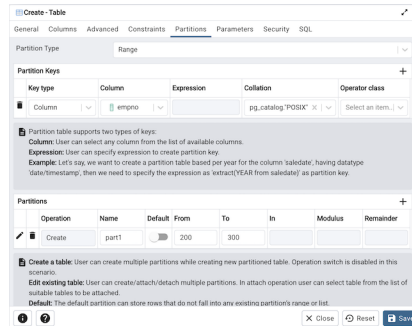 Create - Table
General Columns Advanced Constraints Partitions Parameters Security SQL
Partition Type Range
Partition Keys
Key type Column Expression Collation Operator class
Column empno pg_catalog."POSIX" Select an item...
Partition table supports two types of keys:
Column: User can select any column from the list of available columns.
Expression: User can specify expression to create partition key.
Example: Let's say, we want to create a partition table based per year for the column 'saledate', having datatype
'date/timestamp', then we need to specify the expression as 'extract(YEAR from saledate)' as partition key.
Partitions
Operation Name Default From To In Modulus Remainder
Create part1 200 300
Create a table: User can create multiple partitions while creating new partitioned table. Operation switch is disabled in this
scenario.
Edit existing table: User can create/attach/detach multiple partitions. In attach operation user can select table from the list of
suitable tables to be attached.
Default: The default partition can store rows that do not fall into any existing partition's range or list.
Close Reset Save